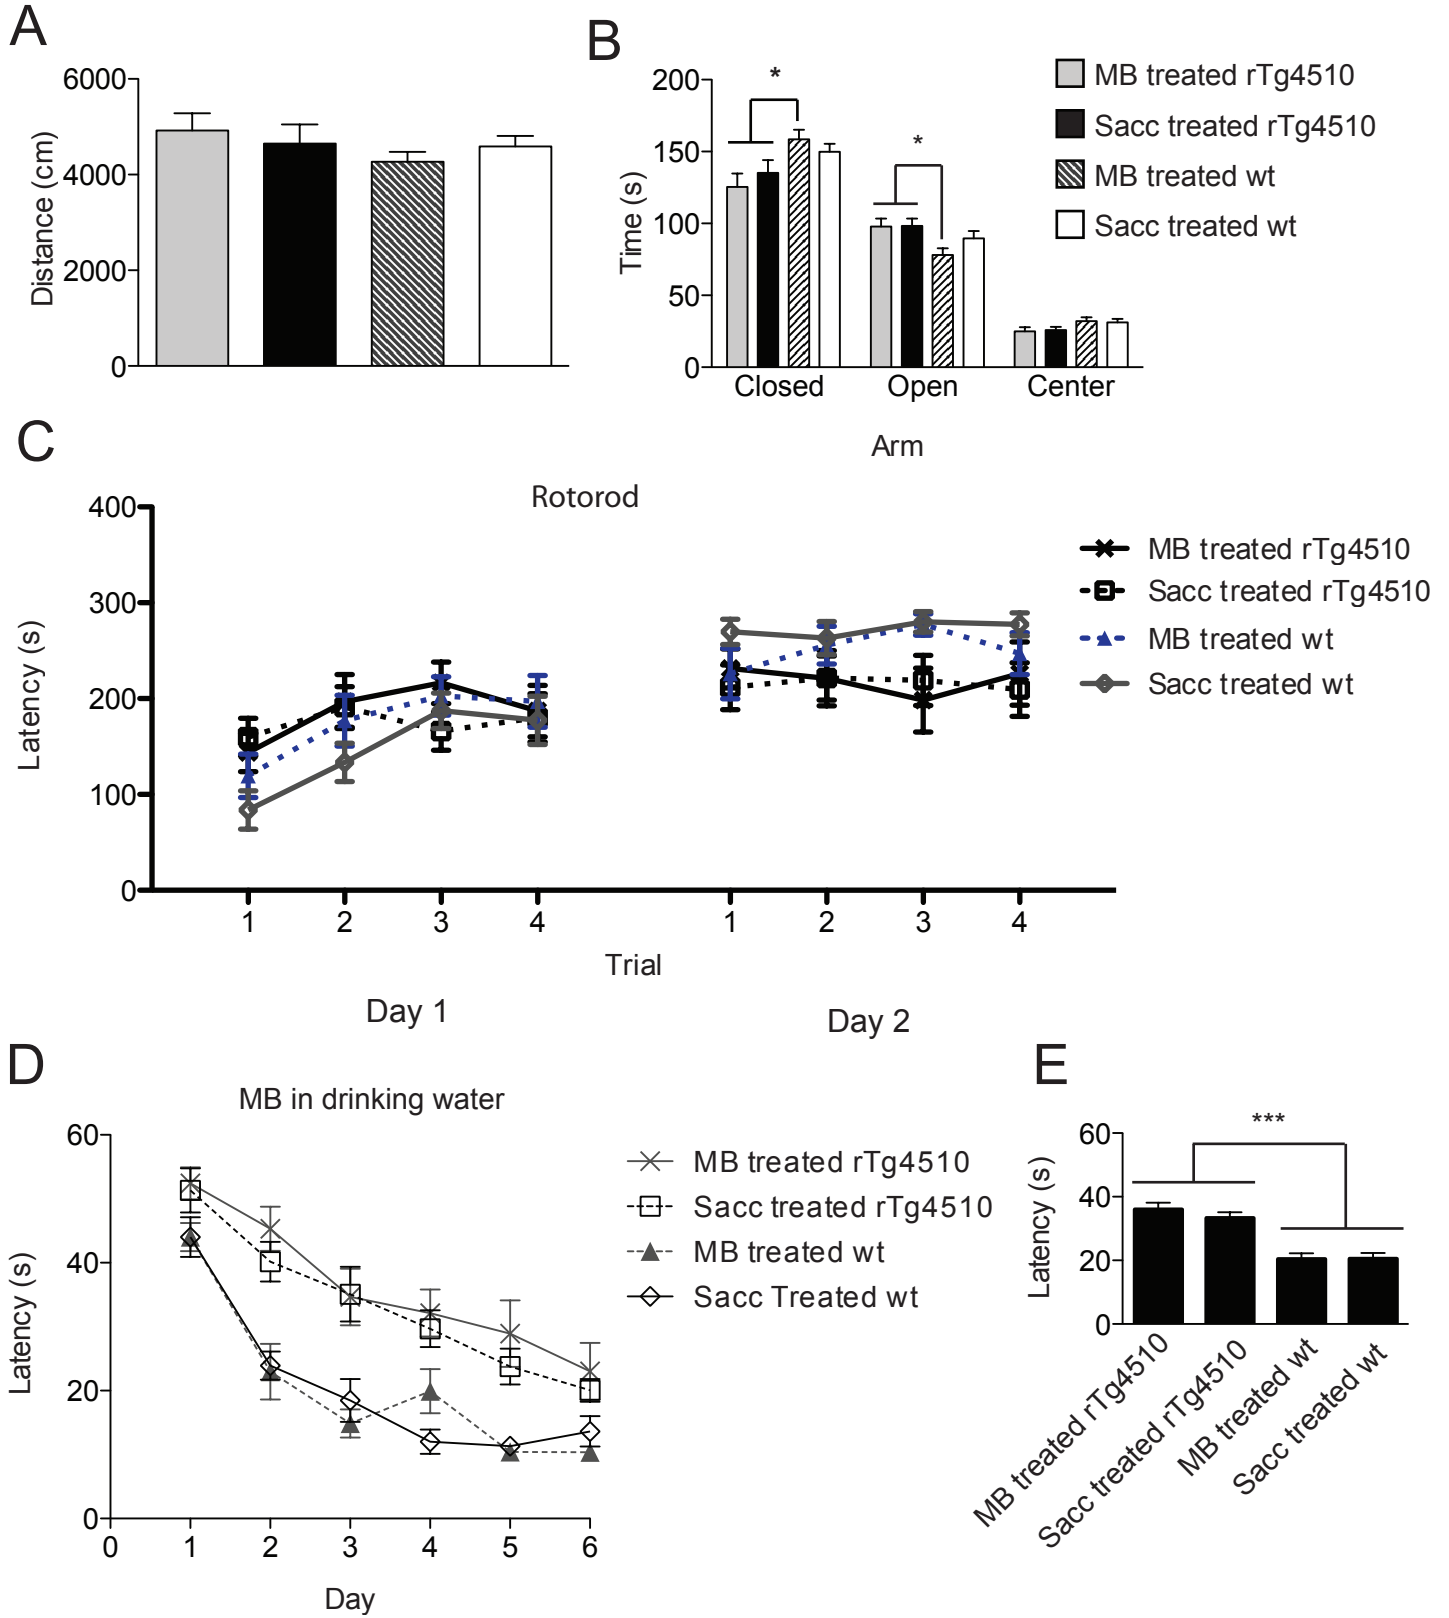 A
6000
4000
2000
0
Distance (cm)
B
200
150
100
50
0
Time (s)
*
*
Closed
Open
Center
Arm
MB treated rTg4510
Sacc treated rTg4510
MB treated wt
Sacc treated wt
C
Rotorod
400
300
200
100
0
Latency (s)
1 2 3 4 1 2 3 4
Trial
Day 1
Day 2
MB treated rTg4510
Sacc treated rTg4510
MB treated wt
Sacc treated wt
D
MB in drinking water
60
40
20
0
Latency (s)
0 1 2 3 4 5 6
Day
MB treated rTg4510
Sacc treated rTg4510
MB treated wt
Sacc Treated wt
E
***
60
40
20
0
Latency (s)
MB treated rTg4510
Sacc treated rTg4510
MB treated wt
Sacc treated wt